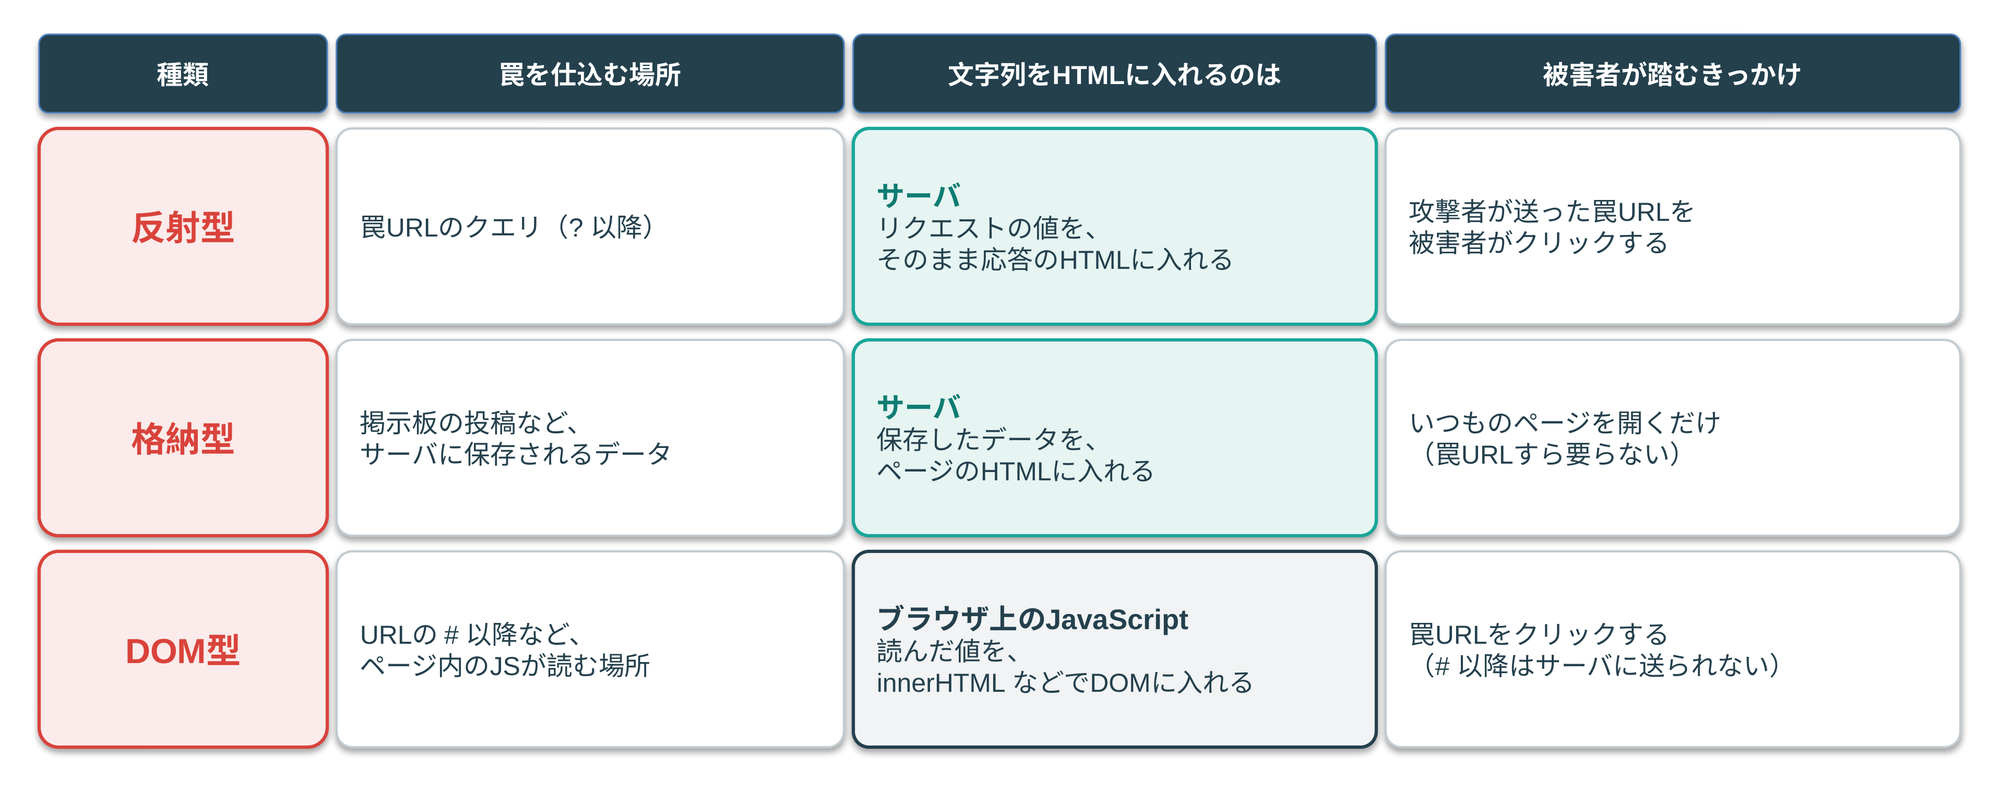 種類
罠を仕込む場所
文字列をHTMLに入れるのは
被害者が踏むきっかけ
反射型
罠URLのクエリ（? 以降）
サーバ
リクエストの値を、
そのまま応答のHTMLに入れる
攻撃者が送った罠URLを
被害者がクリックする
格納型
掲示板の投稿など、
サーバに保存されるデータ
サーバ
保存したデータを、
ページのHTMLに入れる
いつものページを開くだけ
（罠URLすら要らない）
DOM型
URLの # 以降など、
ページ内のJSが読む場所
ブラウザ上のJavaScript
読んだ値を、
innerHTML などでDOMに入れる
罠URLをクリックする
（# 以降はサーバに送られない）